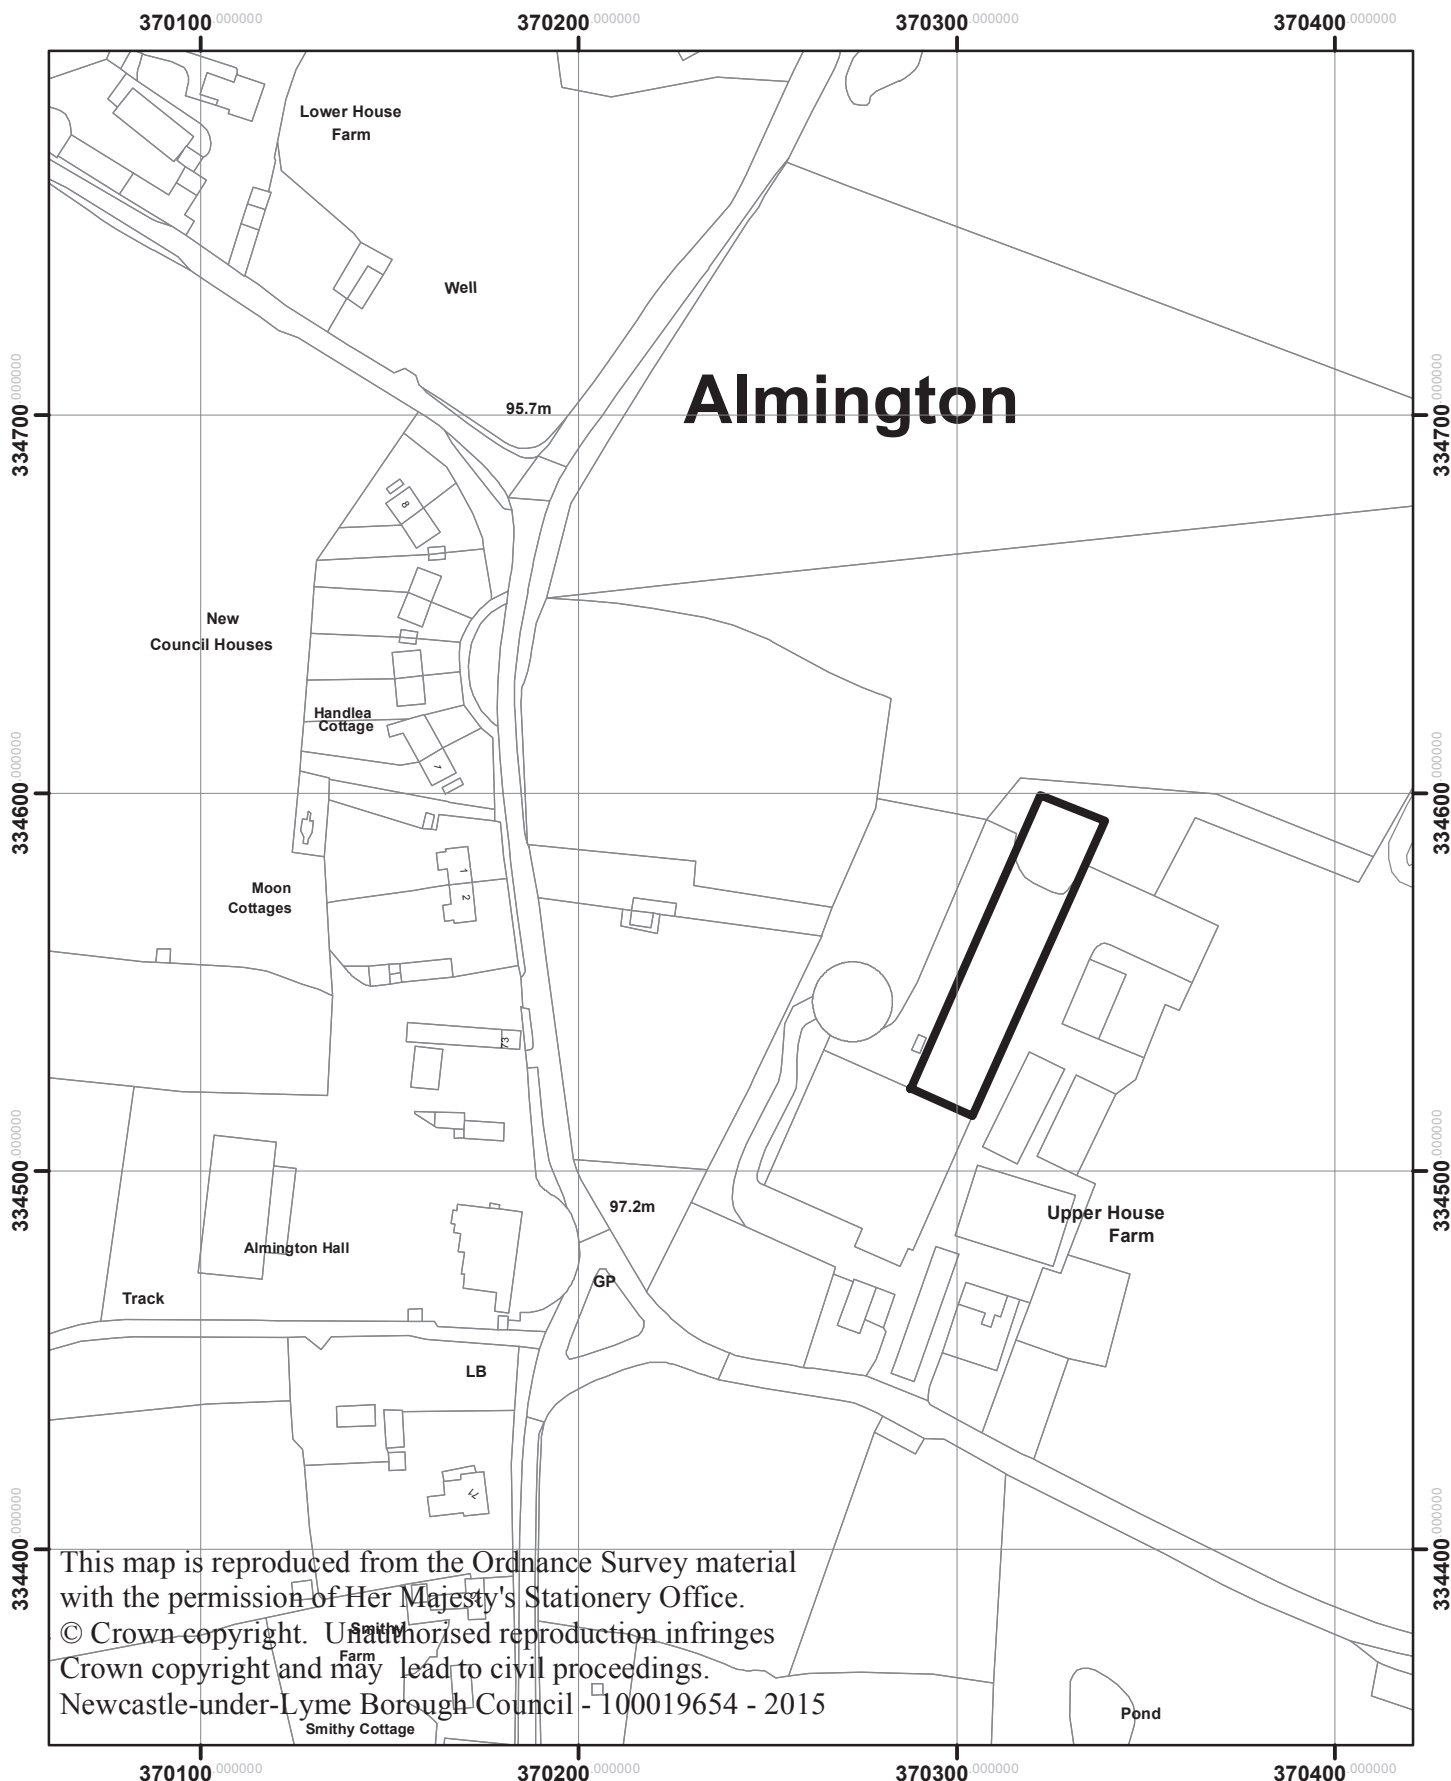 370100.000000 370200.000000 370300.000000 370400.000000
Lower House
Farm
Well
Almington
95.7m
334700.000000
334700.000000
8
New
Council Houses
Handlea
Cottage
1
334600.000000
334600.000000
1
2
Moon
Cottages
73
334500.000000
334500.000000
97.2m
Upper House
Farm
Almington Hall
GP
Track
LB
71
334400.000000
334400.000000
This map is reproduced from the Ordnance Survey material
with the permission of Her Majesty's Stationery Office.
© Crown copyright. Unauthorised reproduction infringes
Crown copyright and may lead to civil proceedings.
Newcastle-under-Lyme Borough Council - 100019654 - 2015
Smithy
Farm
Smithy Cottage
Pond
370100.000000 370200.000000 370300.000000 370400.000000